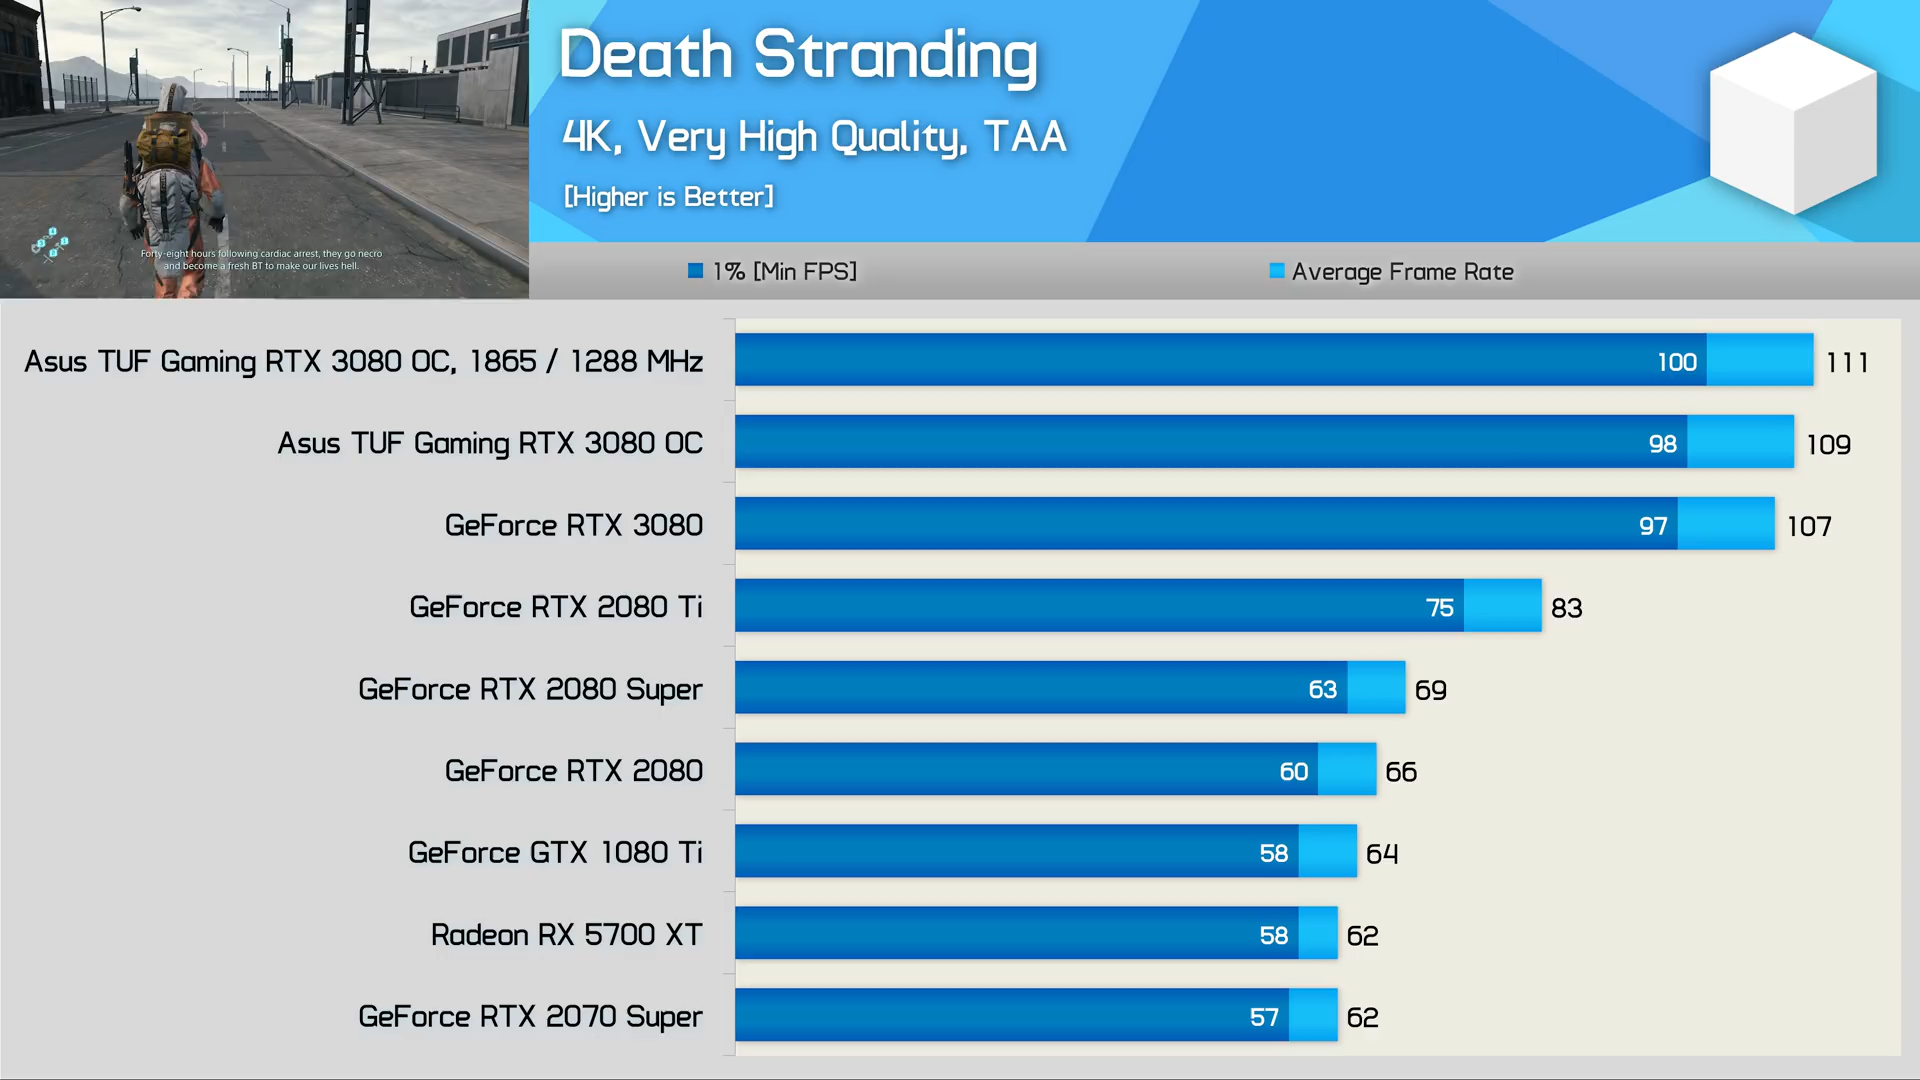 Death Stranding
4K, Very High Quality, TAA
[Higher is Better]
Forty-eight hours following cardiac arrest, they go necro
and become a fresh BT to make our lives hell.
1% [Min FPS]
Average Frame Rate
Asus TUF Gaming RTX 3080 OC, 1865 / 1288 MHz 100 111
Asus TUF Gaming RTX 3080 OC 98 109
GeForce RTX 3080 97 107
GeForce RTX 2080 Ti 75 83
GeForce RTX 2080 Super 63 69
GeForce RTX 2080 60 66
GeForce GTX 1080 Ti 58 64
Radeon RX 5700 XT 58 62
GeForce RTX 2070 Super 57 62